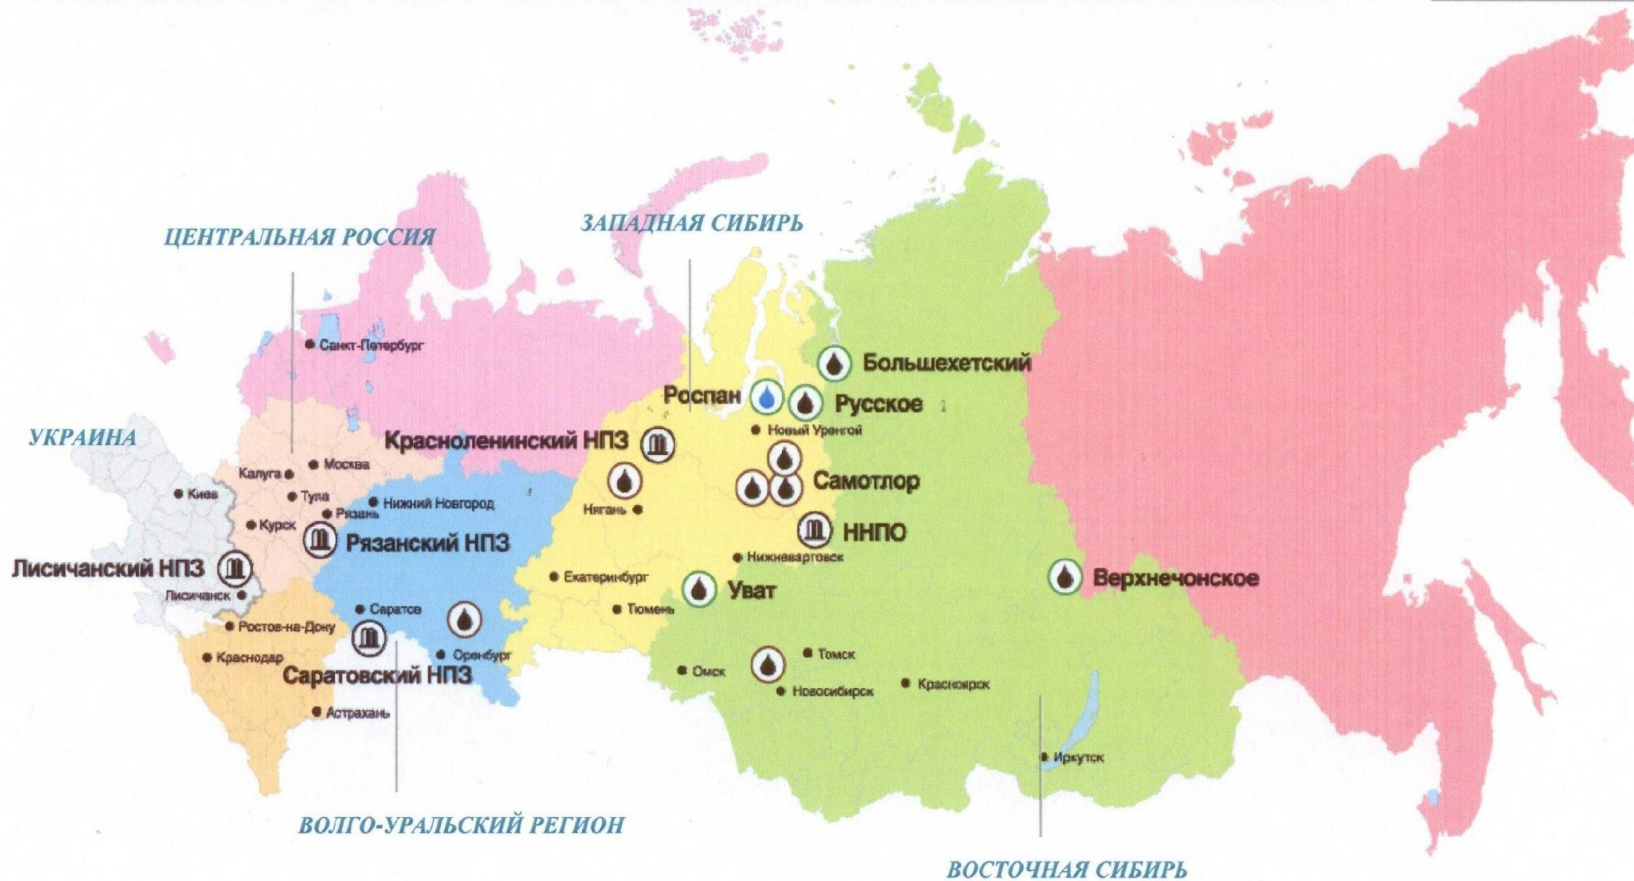 ЗАПАДНАЯ СИБИРЬ
ЦЕНТРАЛЬНАЯ РОССИЯ
Санкт-Петербург
Большехетский
Роспан
Русское
Новый Уренгой
УКРАИНА
Красноленинский НПЗ
Москва
Калуга
Самотлор
Киев
Тула
Нижний Новгород
Нягань
Рязань
Курск
ННПО
Рязанский НПЗ
Нижневартовск
Лисичанский НПЗ
Екатеринбург
Верхнечонское
Уват
Лисичанск
Саратов
Тюмень
Ростов-на-Дону
Краснодар
Оренбург
Томск
Саратовский НПЗ
Омск
Новосибирск
Красноярск
Астрахань
Иркутск
ВОЛГО-УРАЛЬСКИЙ РЕГИОН
ВОСТОЧНАЯ СИБИРЬ